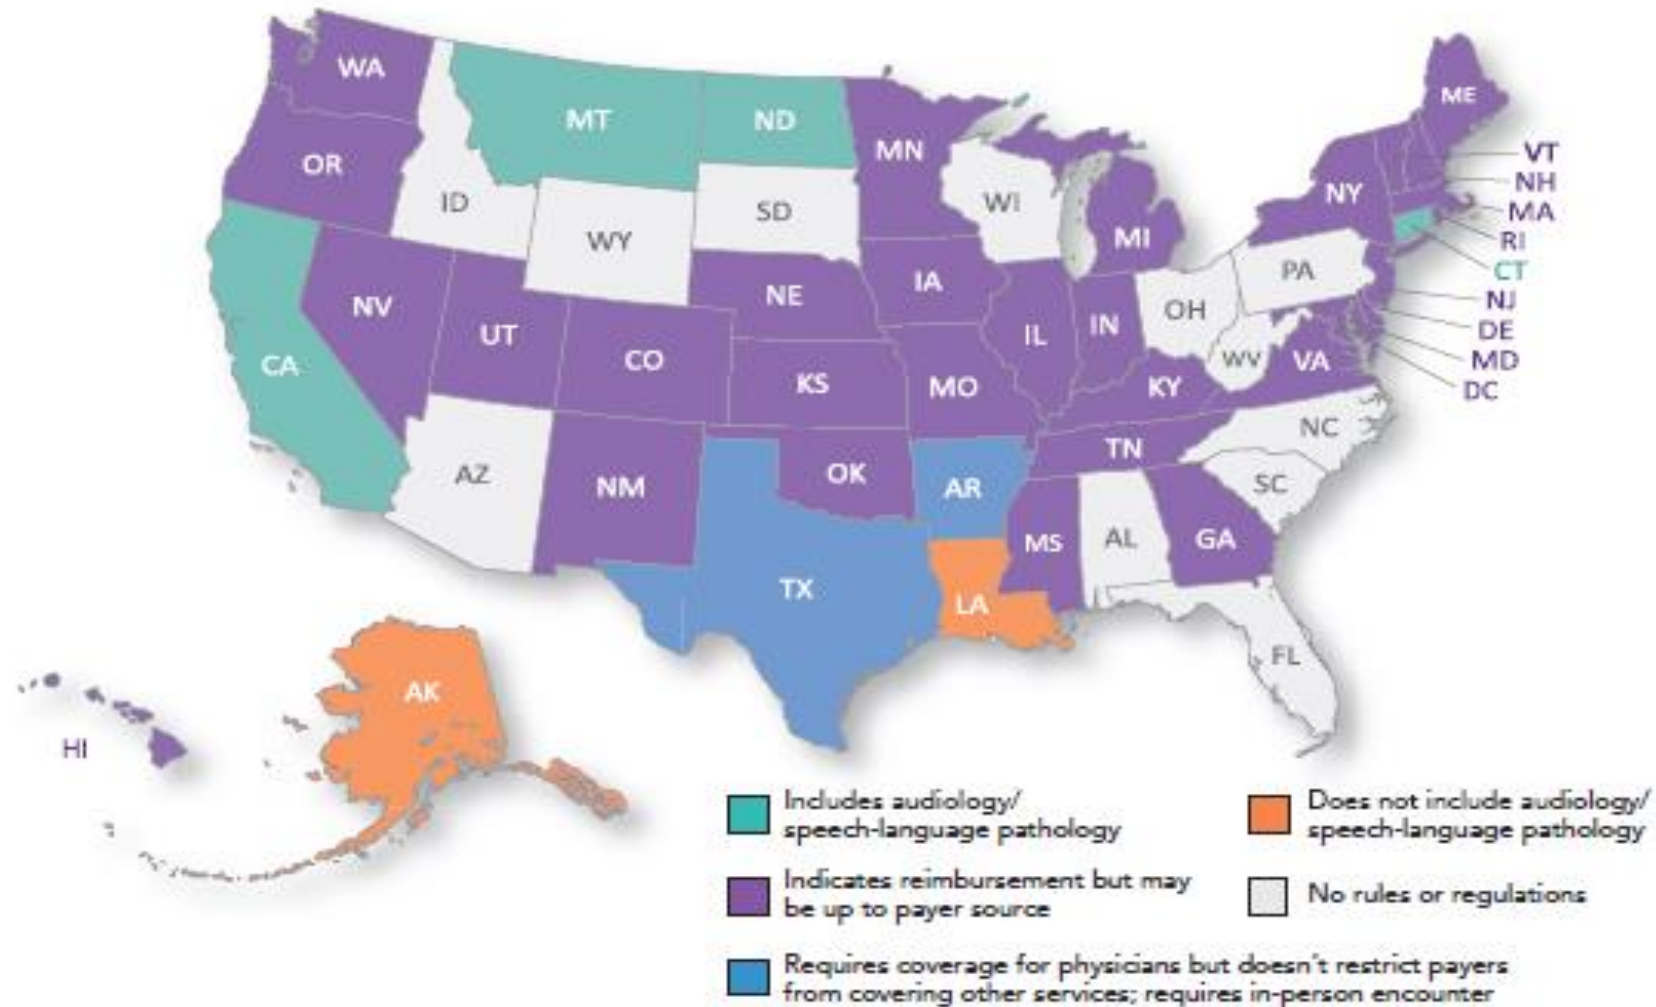 WA
MT
ND
MN
ME
OR
ID
SD
WI
MI
NY
VT
NH
MA
RI
CT
NJ
DE
MD
DC
WY
NE
IA
PA
NV
UT
CO
IL
IN
OH
WV
VA
CA
KS
MO
KY
AZ
NM
OK
AR
TN
NC
SC
MS
AL
GA
TX
LA
FL
AK
HI
Includes audiology/
speech-language pathology
Does not include audiology/
speech-language pathology
Indicates reimbursement but may
be up to payer source
No rules or regulations
Requires coverage for physicians but doesn't restrict payers
from covering other services; requires in-person encounter